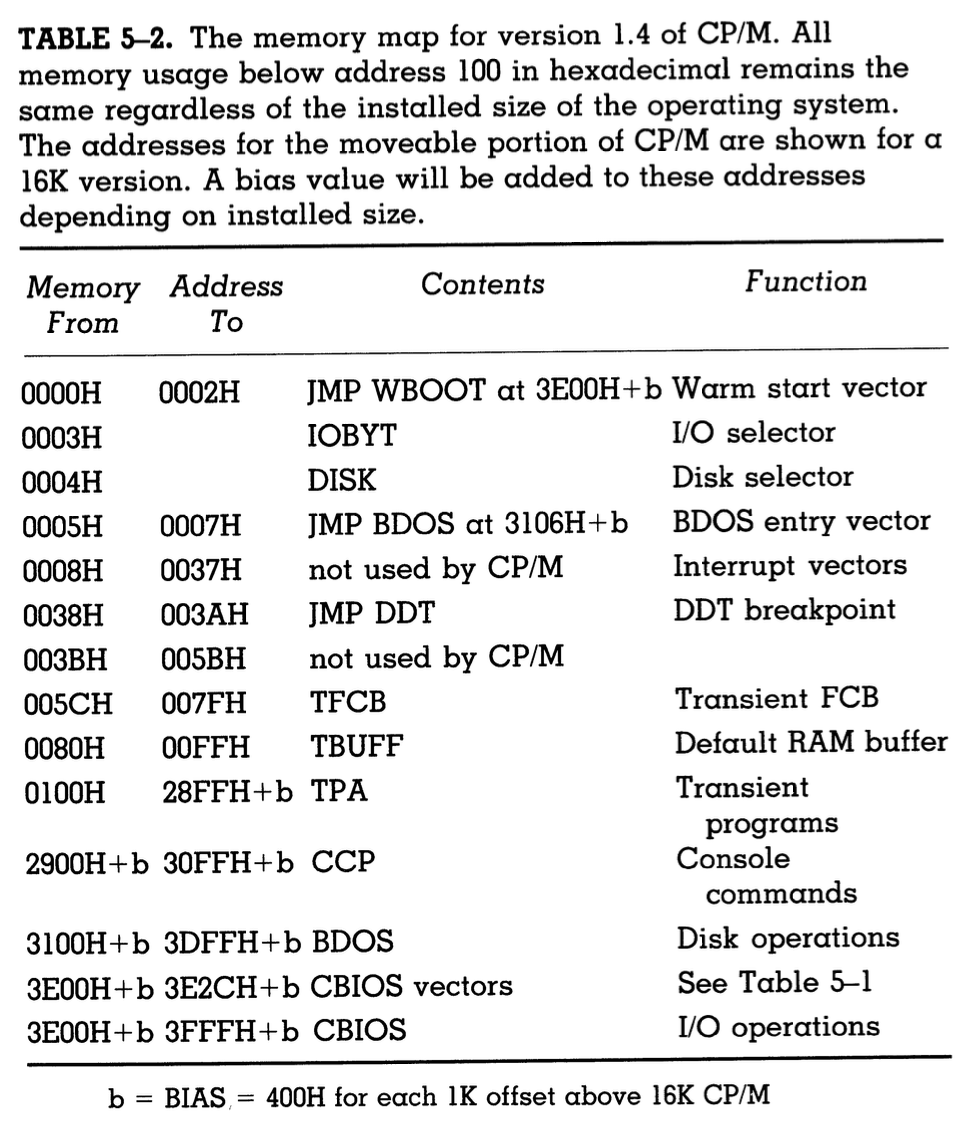 TABLE 5–2. The memory map for version 1.4 of CP/M. All
memory usage below address 100 in hexadecimal remains the
same regardless of the installed size of the operating system.
The addresses for the moveable portion of CP/M are shown for a
16K version. A bias value will be added to these addresses
depending on installed size.
Memory Address Contents Function
From To
0000H 0002H JMP WBOOT at 3E00H+b Warm start vector
0003H IOBYT I/O selector
0004H DISK Disk selector
0005H 0007H JMP BDOS at 3106H+b BDOS entry vector
0008H 0037H not used by CP/M Interrupt vectors
0038H 003AH JMP DDT DDT breakpoint
003BH 005BH not used by CP/M
005CH 007FH TFCB Transient FCB
0080H 00FFH TBUFF Default RAM buffer
0100H 28FFH+b TPA Transient
programs
2900H+b 30FFH+b CCP Console
commands
3100H+b 3DFFH+b BDOS Disk operations
3E00H+b 3E2CH+b CBIOS vectors See Table 5–1
3E00H+b 3FFFH+b CBIOS I/O operations
b = BIAS = 400H for each 1K offset above 16K CP/M